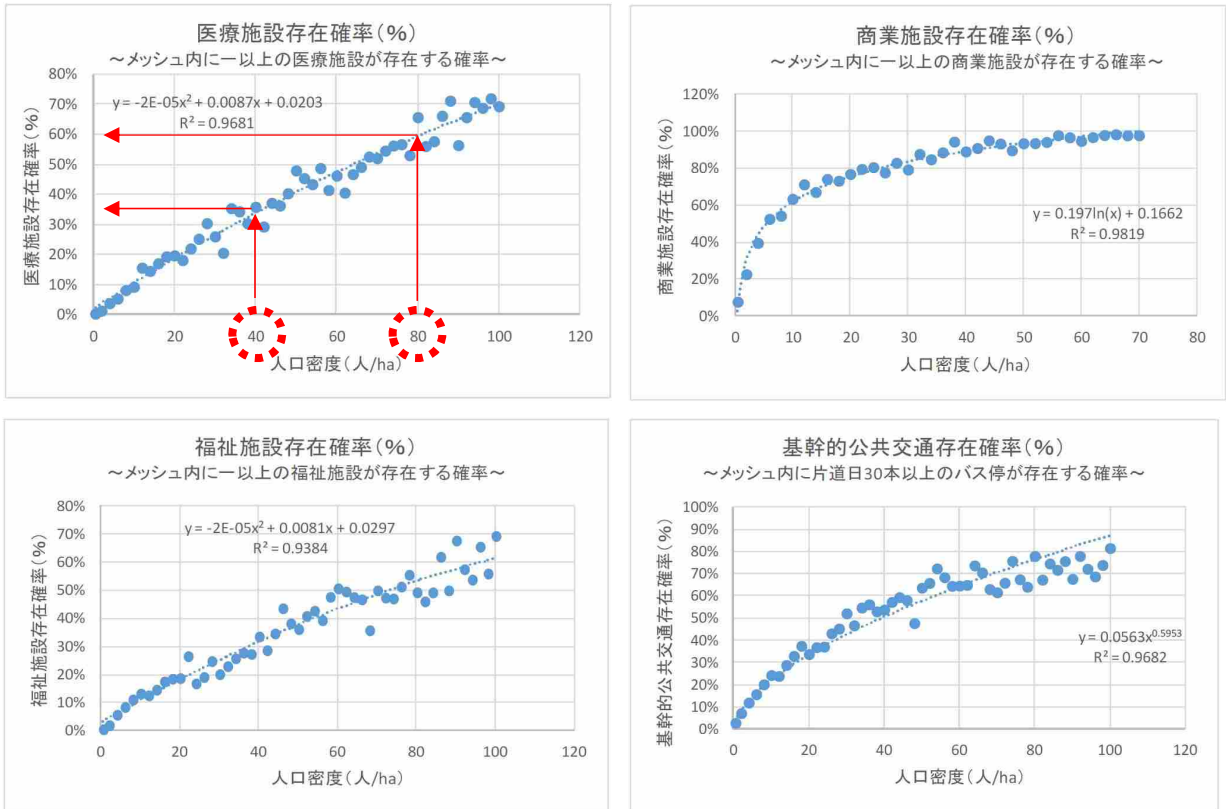 医療施設存在確率(%)
～メッシュ内に一以上の医療施設が存在する確率～
医療施設存在確率(%)
80%
70%
60%
50%
40%
30%
20%
10%
0%
y = -2E-05x² + 0.0087x + 0.0203
R² = 0.9681
0 20 40 60 80 100 120
人口密度(人/ha)
商業施設存在確率(%)
～メッシュ内に一以上の商業施設が存在する確率～
商業施設存在確率(%)
120%
100%
80%
60%
40%
20%
0%
y = 0.197ln(x) + 0.1662
R² = 0.9819
0 10 20 30 40 50 60 70 80
人口密度(人/ha)
福祉施設存在確率(%)
～メッシュ内に一以上の福祉施設が存在する確率～
福祉施設存在確率(%)
80%
70%
60%
50%
40%
30%
20%
10%
0%
y = -2E-05x² + 0.0081x + 0.0297
R² = 0.9384
0 20 40 60 80 100 120
人口密度(人/ha)
基幹的公共交通存在確率(%)
～メッシュ内に片道日30本以上のバス停が存在する確率～
基幹的公共交通存在確率(%)
100%
90%
80%
70%
60%
50%
40%
30%
20%
10%
0%
y = 0.0563x^0.5953
R² = 0.9682
0 20 40 60 80 100 120
人口密度(人/ha)